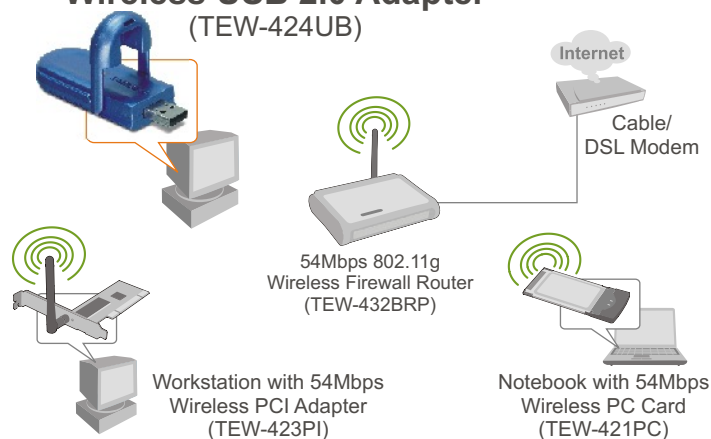 Wireless USB 2.0 Adapter
(TEW-424UB)
Internet
Cable/
DSL Modem
54Mbps 802.11g
Wireless Firewall Router
(TEW-432BRP)
Workstation with 54Mbps
Wireless PCI Adapter
(TEW-423PI)
Notebook with 54Mbps
Wireless PC Card
(TEW-421PC)